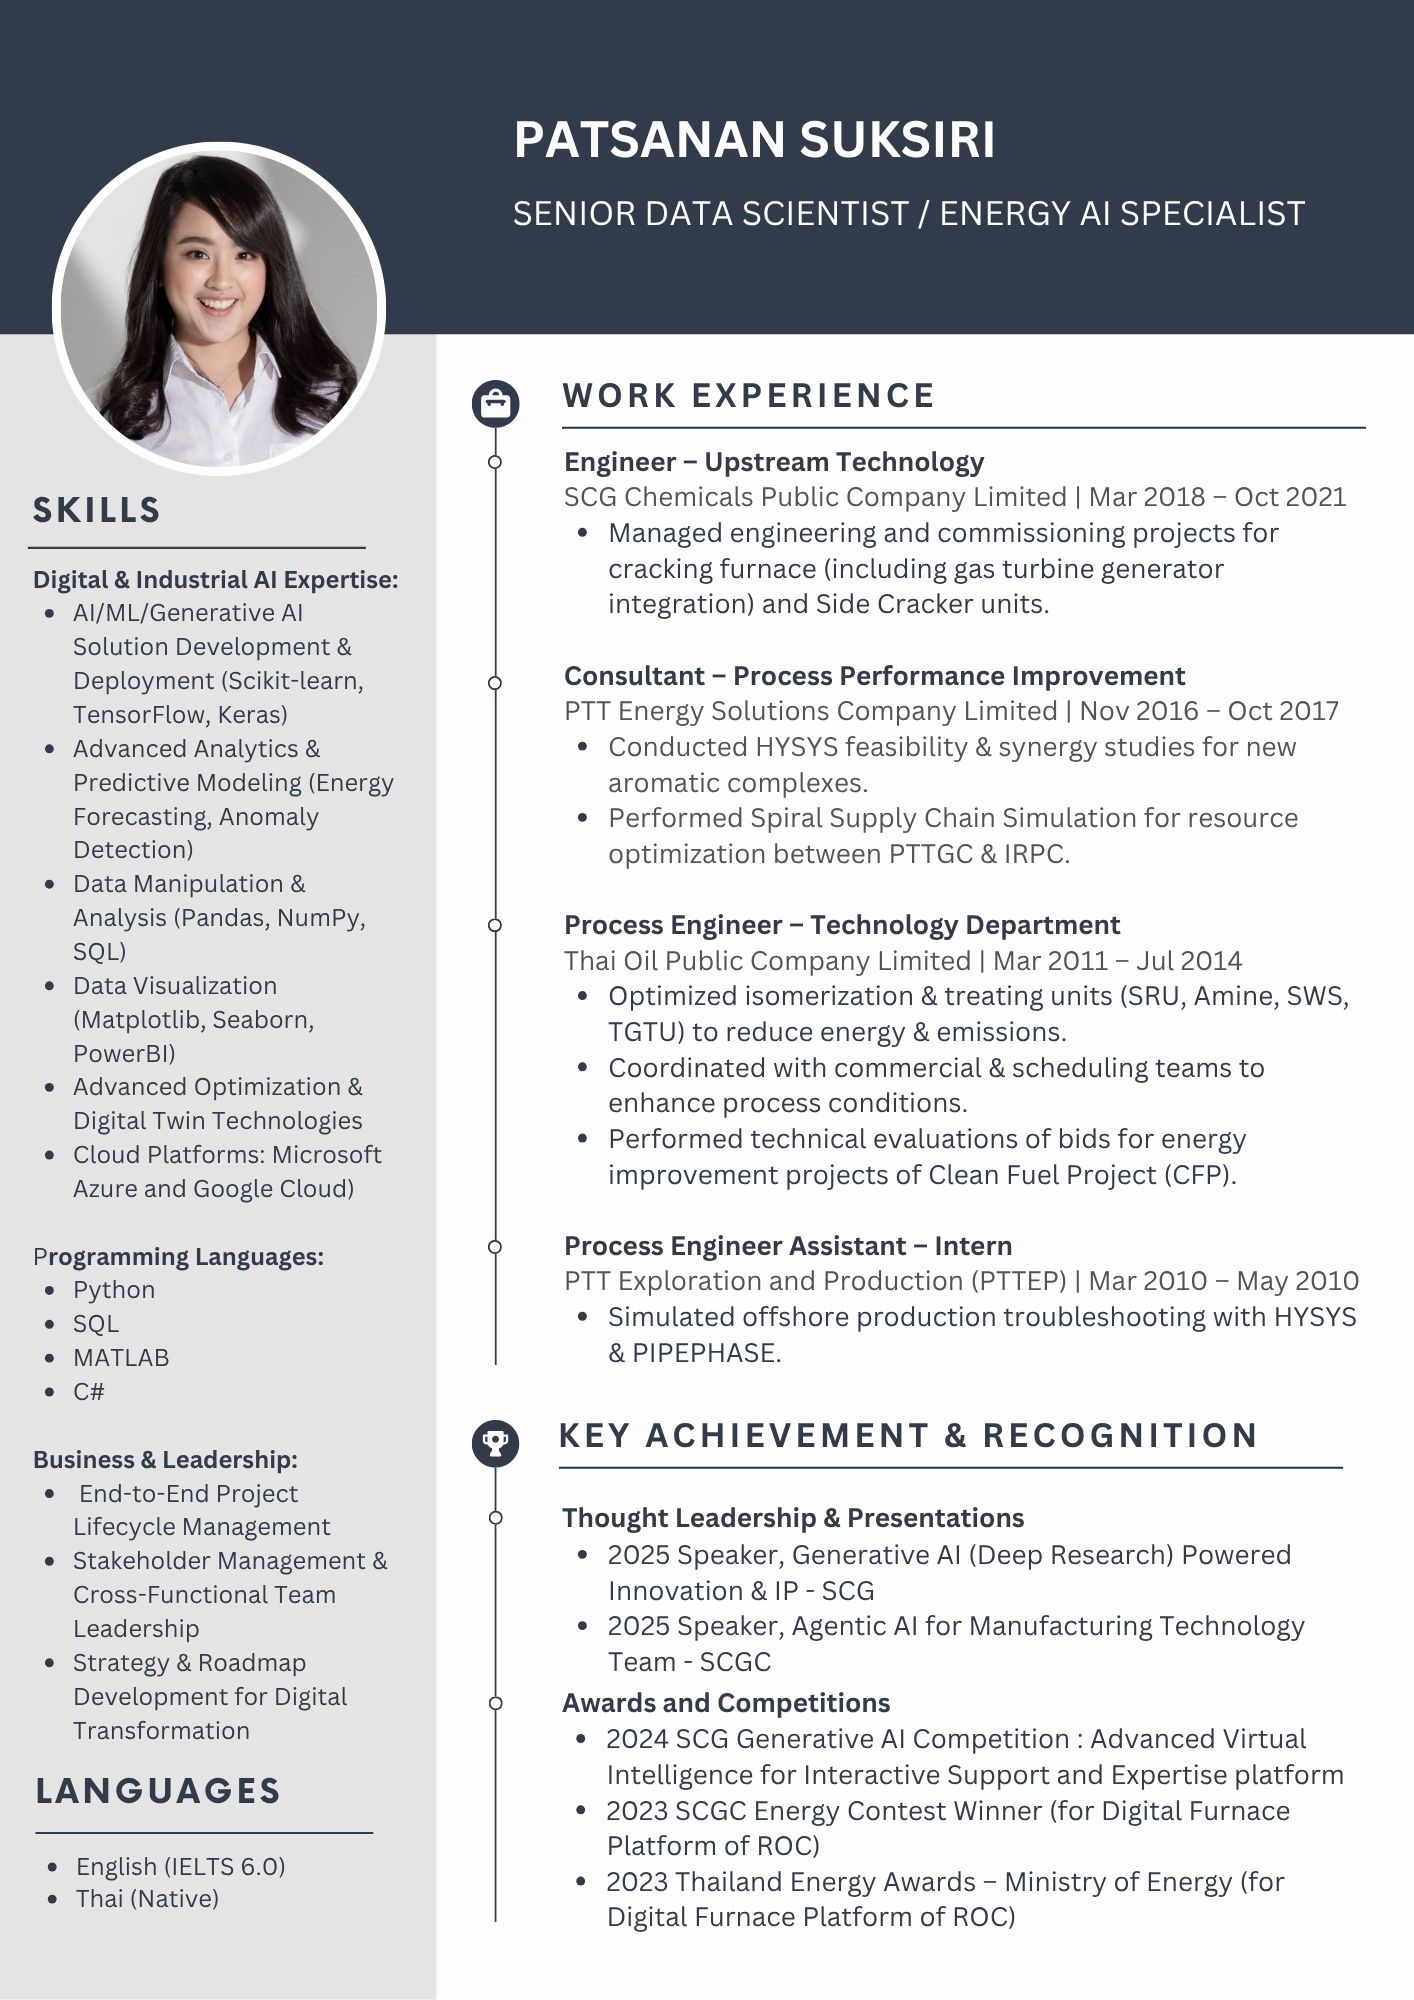 PATSANAN SUKSIRI
SENIOR DATA SCIENTIST / ENERGY AI SPECIALIST
SKILLS
Digital & Industrial AI Expertise:
• AI/ML/Generative AI
Solution Development &
Deployment (Scikit-learn,
TensorFlow, Keras)
• Advanced Analytics &
Predictive Modeling (Energy
Forecasting, Anomaly
Detection)
• Data Manipulation &
Analysis (Pandas, NumPy,
SQL)
• Data Visualization
(Matplotlib, Seaborn,
PowerBI)
• Advanced Optimization &
Digital Twin Technologies
• Cloud Platforms: Microsoft
Azure and Google Cloud)
Programming Languages:
• Python
• SQL
• MATLAB
• C#
Business & Leadership:
• End-to-End Project
Lifecycle Management
• Stakeholder Management &
Cross-Functional Team
Leadership
• Strategy & Roadmap
Development for Digital
Transformation
LANGUAGES
• English (IELTS 6.0)
• Thai (Native)
WORK EXPERIENCE
Engineer – Upstream Technology
SCG Chemicals Public Company Limited | Mar 2018 – Oct 2021
• Managed engineering and commissioning projects for
cracking furnace (including gas turbine generator
integration) and Side Cracker units.
Consultant – Process Performance Improvement
PTT Energy Solutions Company Limited | Nov 2016 – Oct 2017
• Conducted HYSYS feasibility & synergy studies for new
aromatic complexes.
• Performed Spiral Supply Chain Simulation for resource
optimization between PTTGC & IRPC.
Process Engineer – Technology Department
Thai Oil Public Company Limited | Mar 2011 – Jul 2014
• Optimized isomerization & treating units (SRU, Amine, SWS,
TGTU) to reduce energy & emissions.
• Coordinated with commercial & scheduling teams to
enhance process conditions.
• Performed technical evaluations of bids for energy
improvement projects of Clean Fuel Project (CFP).
Process Engineer Assistant – Intern
PTT Exploration and Production (PTTEP) | Mar 2010 – May 2010
• Simulated offshore production troubleshooting with HYSYS
& PIPEPHASE.
KEY ACHIEVEMENT & RECOGNITION
Thought Leadership & Presentations
• 2025 Speaker, Generative AI (Deep Research) Powered
Innovation & IP - SCG
• 2025 Speaker, Agentic AI for Manufacturing Technology
Team - SCGC
Awards and Competitions
• 2024 SCG Generative AI Competition : Advanced Virtual
Intelligence for Interactive Support and Expertise platform
• 2023 SCGC Energy Contest Winner (for Digital Furnace
Platform of ROC)
• 2023 Thailand Energy Awards – Ministry of Energy (for
Digital Furnace Platform of ROC)